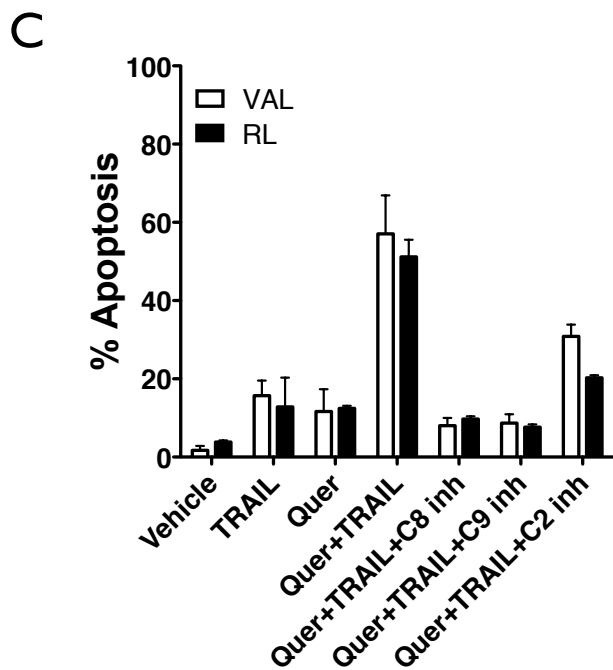 C
% Apoptosis
100
80
60
40
20
0
VAL
RL
Vehicle
TRAIL
Quer
Quer+TRAIL
Quer+TRAIL+C8 inh
Quer+TRAIL+C9 inh
Quer+TRAIL+C2 inh